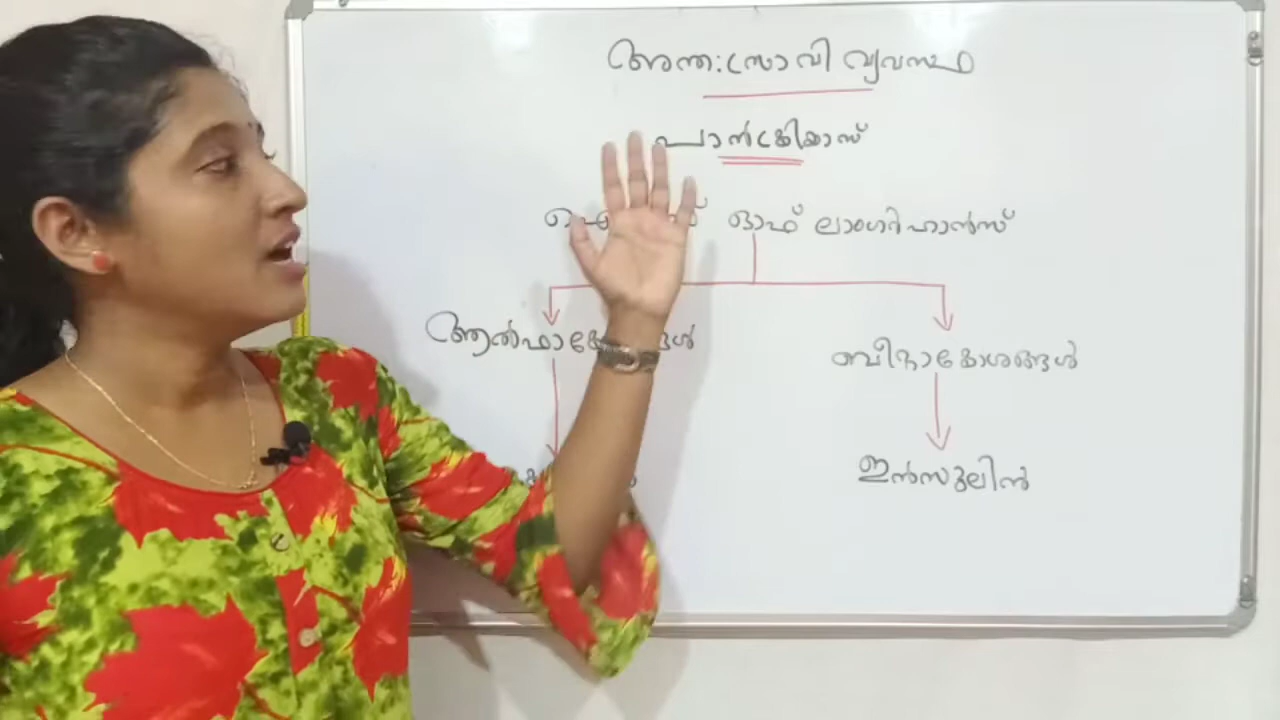 അന്ത:സ്രാവി വ്യവസ്ഥ
പാൻക്രിയാസ്
ഓഫ് ലാംഗർഹാൻസ്
ബീറ്റാകോശങ്ങൾ
ഇൻസുലിൻ